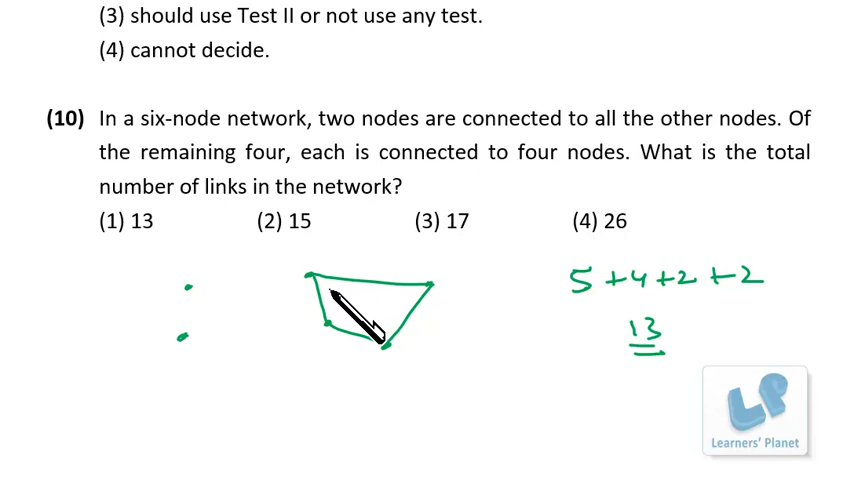 (3) should use Test II or not use any test.
(4) cannot decide.
(10) In a six-node network, two nodes are connected to all the other nodes. Of
the remaining four, each is connected to four nodes. What is the total
number of links in the network?
(1) 13 (2) 15 (3) 17 (4) 26
5 + 4 + 2 + 2
13
LP
Learners' Planet